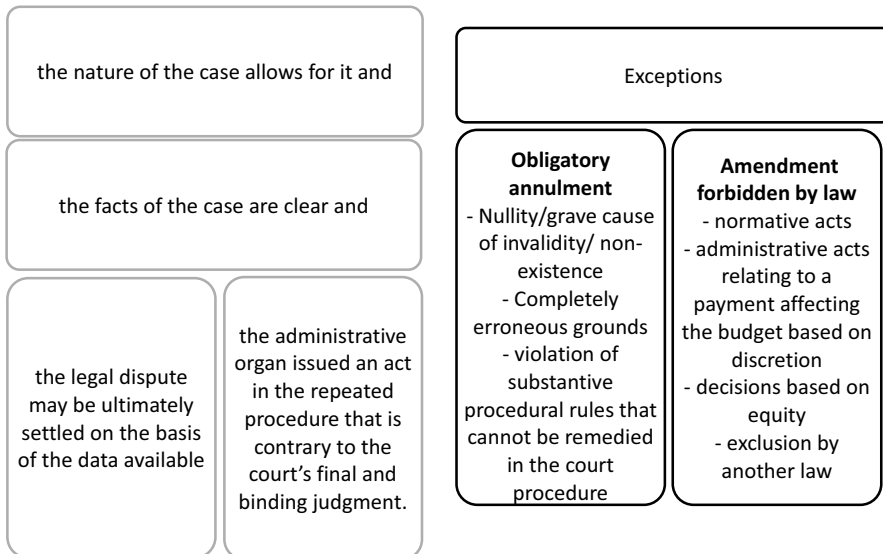 the nature of the case allows for it and
the facts of the case are clear and
the legal dispute
may be ultimately
settled on the basis
of the data available
the administrative
organ issued an act
in the repeated
procedure that is
contrary to the
court's final and
binding judgment.
Exceptions
Obligatory
annulment
- Nullity/grave cause
of invalidity/ non-
existence
- Completely
erroneous grounds
- violation of
substantive
procedural rules that
cannot be remedied
in the court
procedure
Amendment
forbidden by law
- normative acts
- administrative acts
relating to a
payment affecting
the budget based on
discretion
- decisions based on
equity
- exclusion by
another law